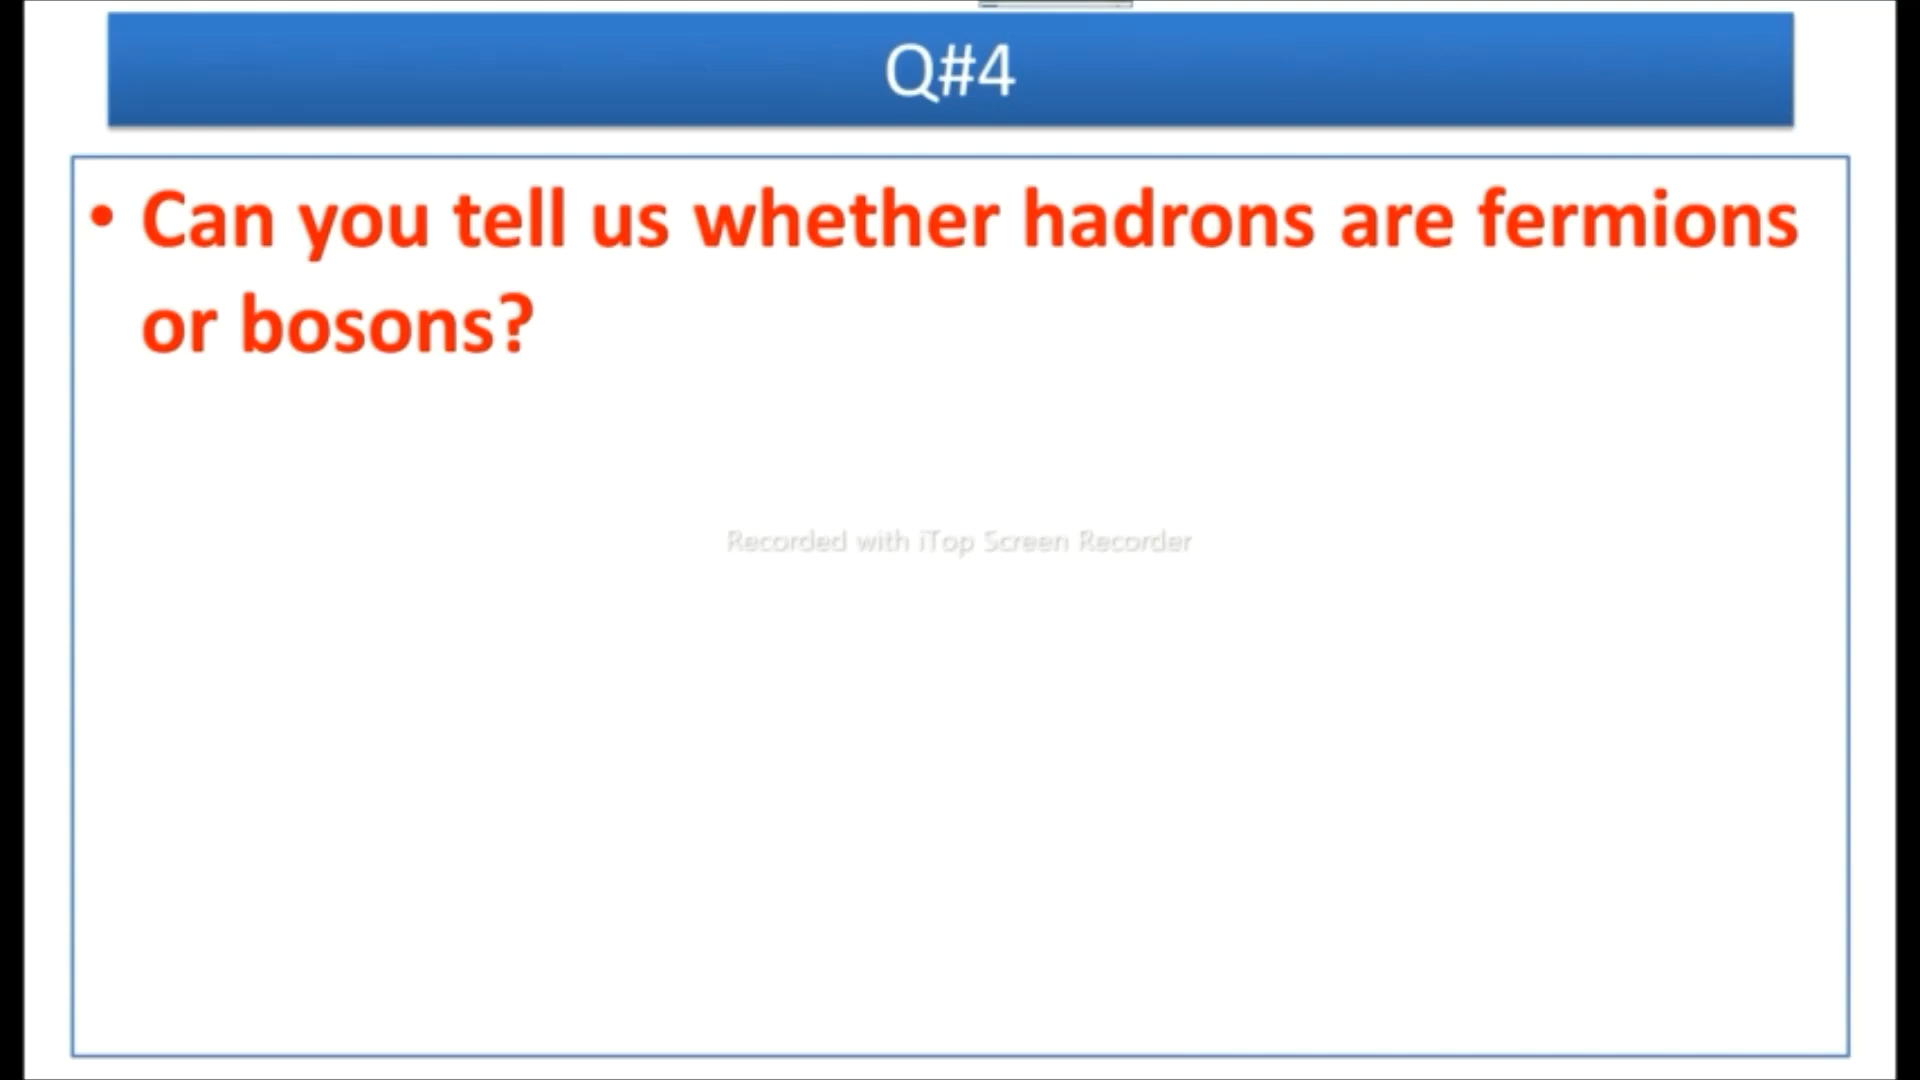 Q#4
• Can you tell us whether hadrons are fermions
or bosons?
Recorded with iTop Screen Recorder